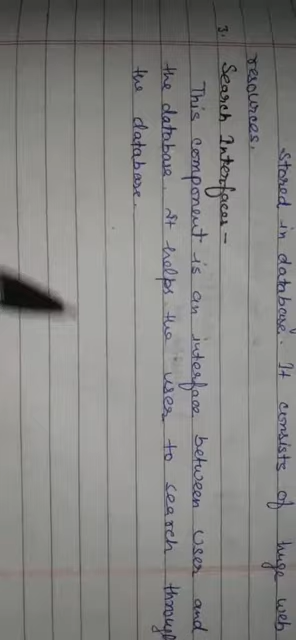 Stored in database. It consists of huge web
resources.
3. Search Interfaces -
This component is an interface between user and
the database. It helps the user to search through
the database.